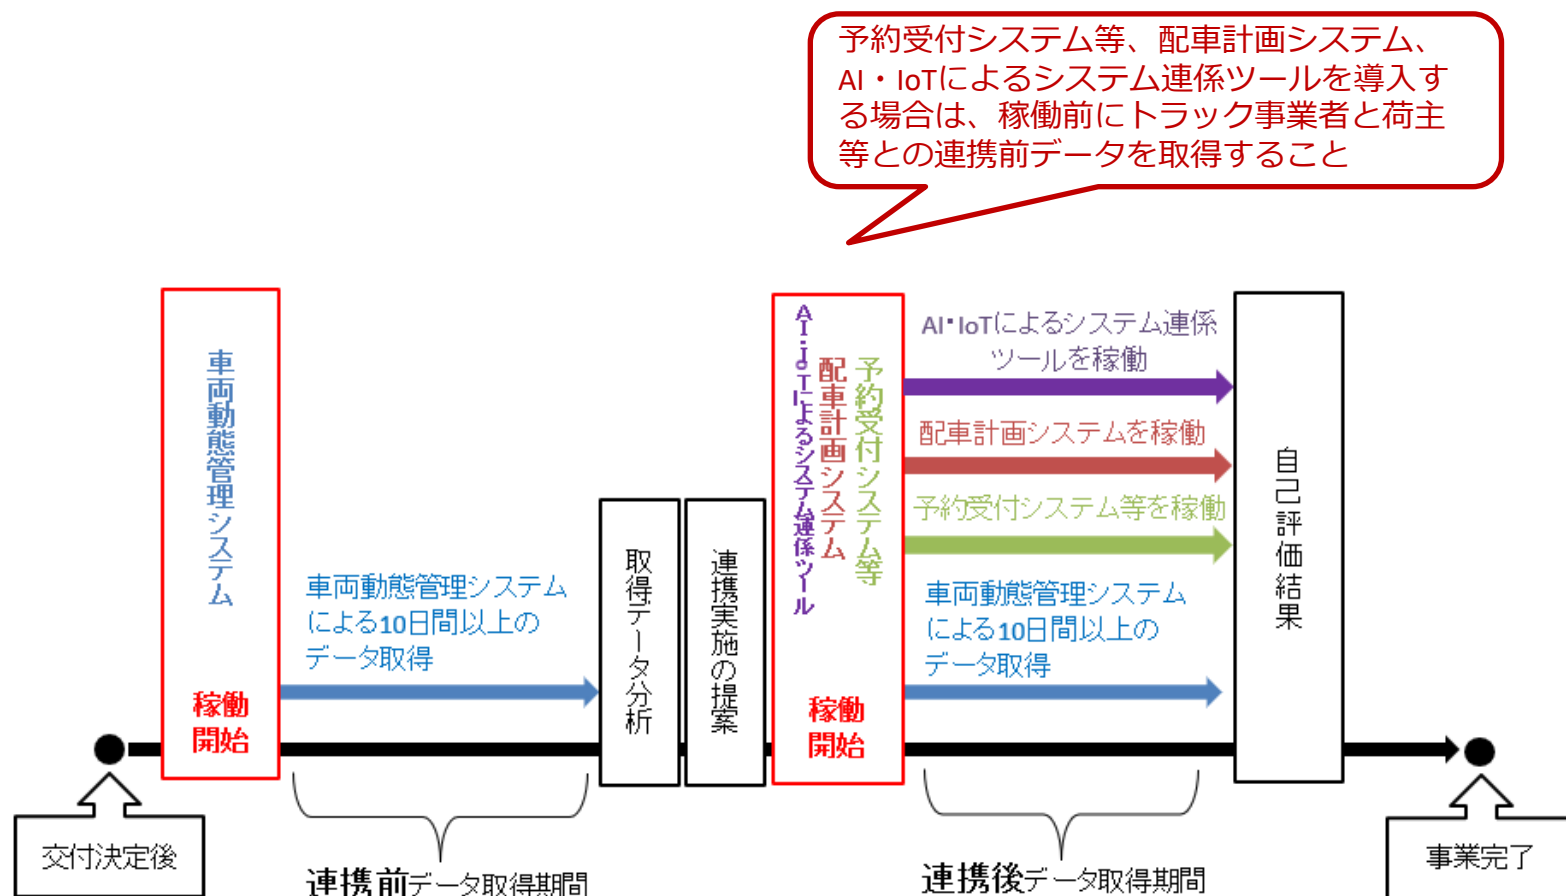 予約受付システム等、配車計画システム、
AI・IoTによるシステム連係ツールを導入す
る場合は、稼働前にトラック事業者と荷主
等との連携前データを取得すること
車両動態管理システム
稼働
開始
車両動態管理システム
による10日間以上の
データ取得
取得データ分析
連携実施の提案
予約受付システム等
配車計画システム
AI・IoTによるシステム連係ツール
稼働
開始
AI・IoTによるシステム連係
ツールを稼働
配車計画システムを稼働
予約受付システム等を稼働
車両動態管理システム
による10日間以上の
データ取得
自己評価結果
交付決定後
連携前データ取得期間
連携後データ取得期間
事業完了